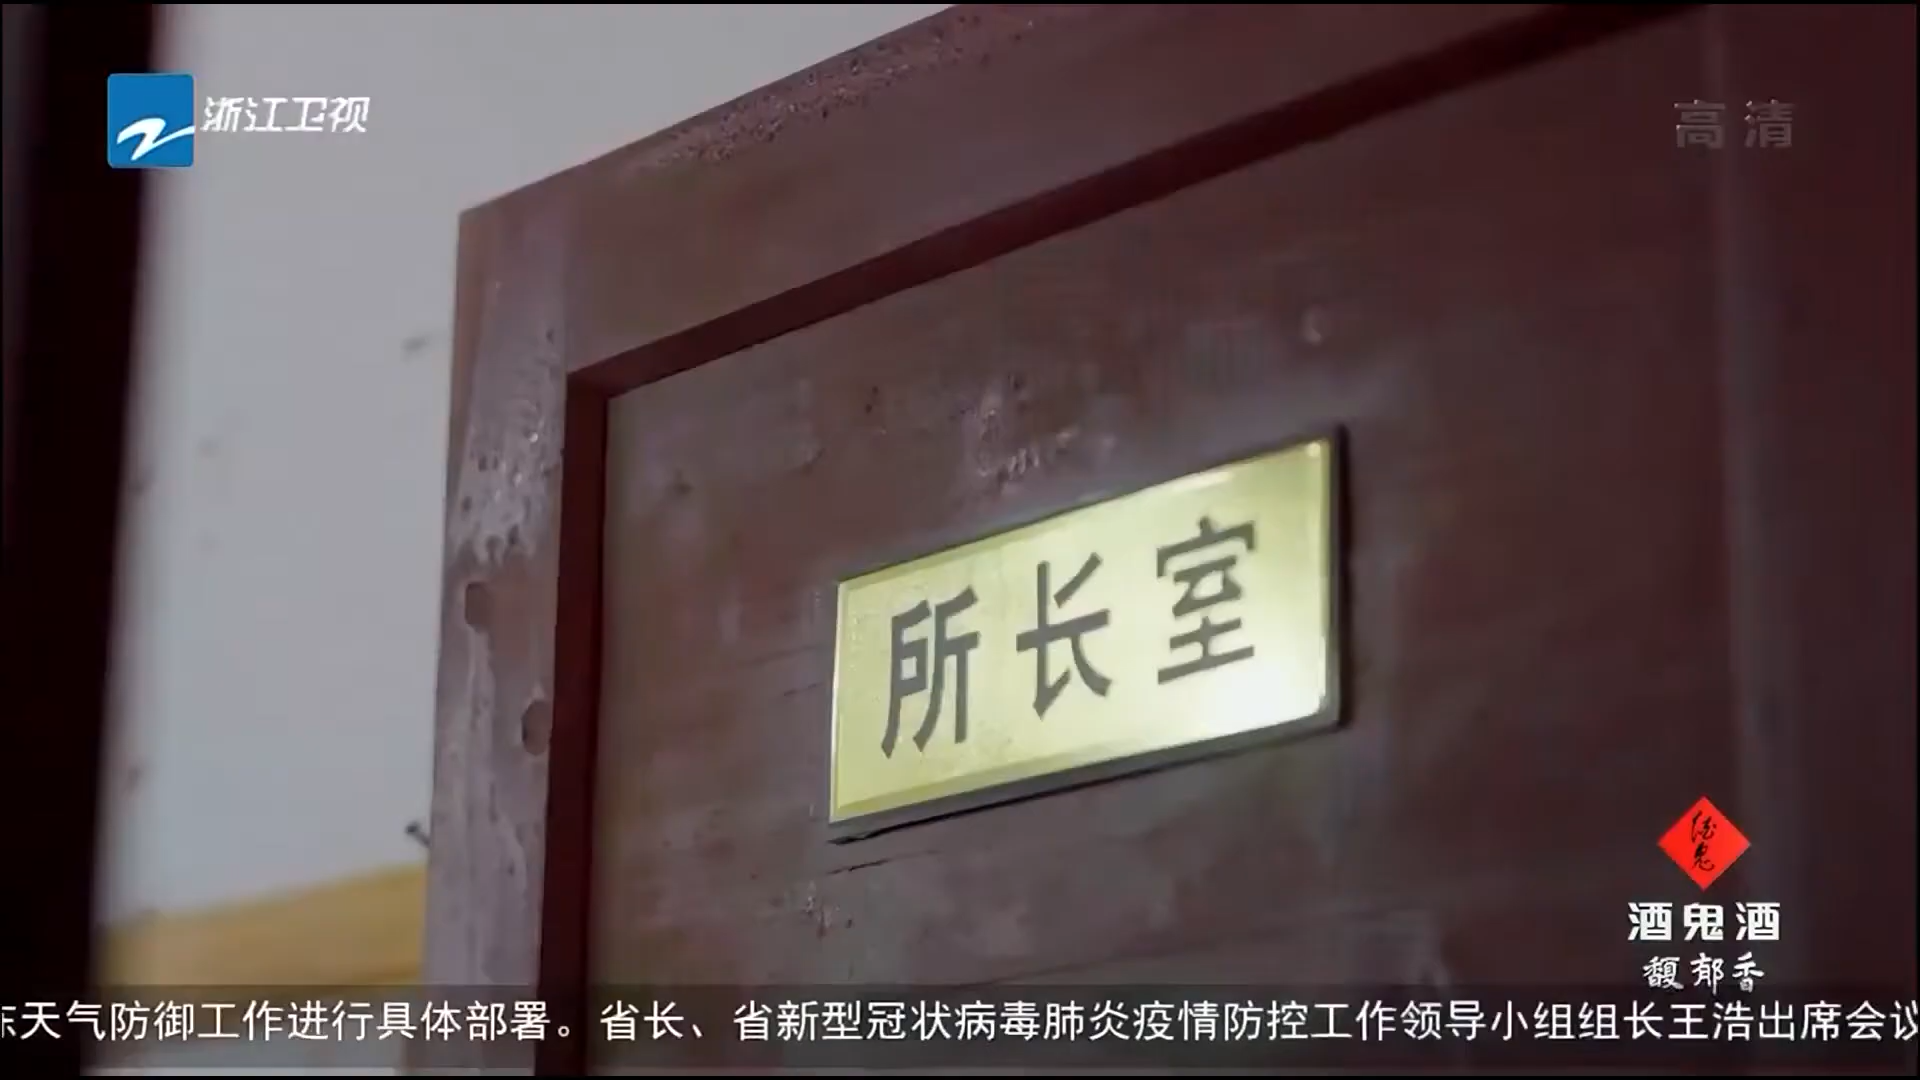 浙江卫视
高清
所长室
酒鬼
酒鬼酒
馥郁香
天气防御工作进行具体部署。省长、省新型冠状病毒肺炎疫情防控工作领导小组组长王浩出席会议